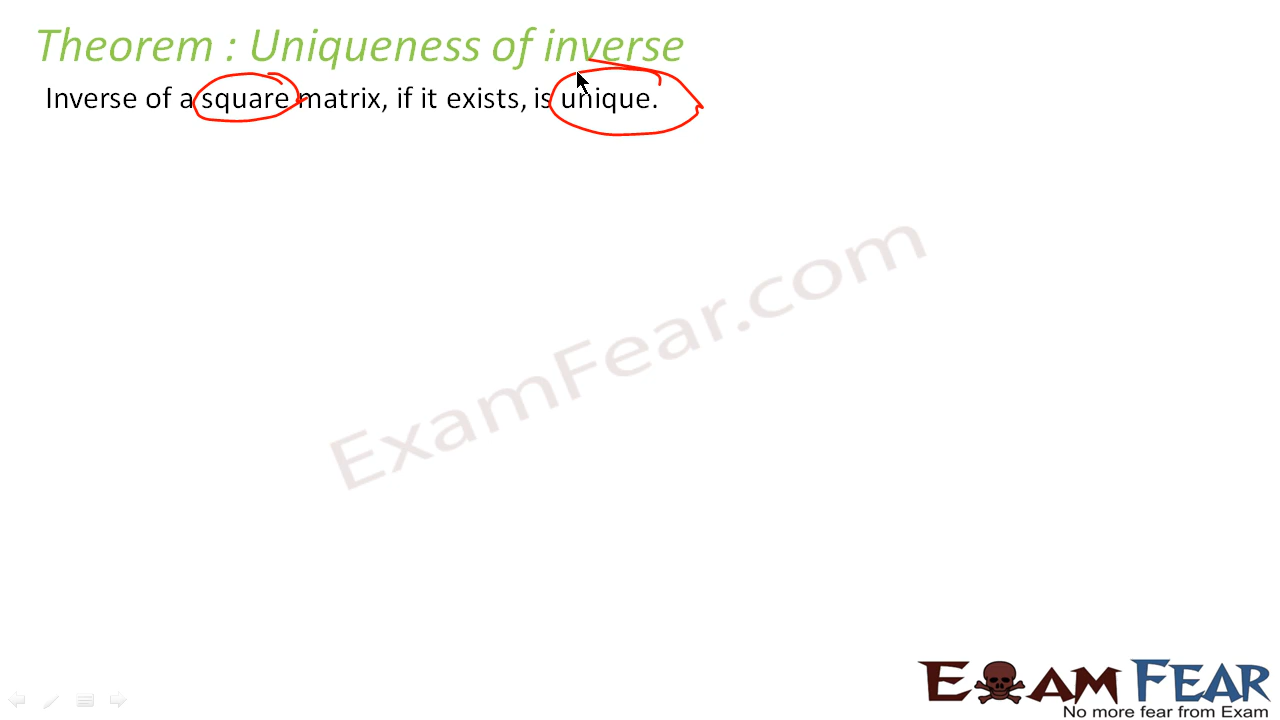 Theorem : Uniqueness of inverse
Inverse of a square matrix, if it exists, is unique.
ExamFear.com
EXAM FEAR
No more fear from Exam